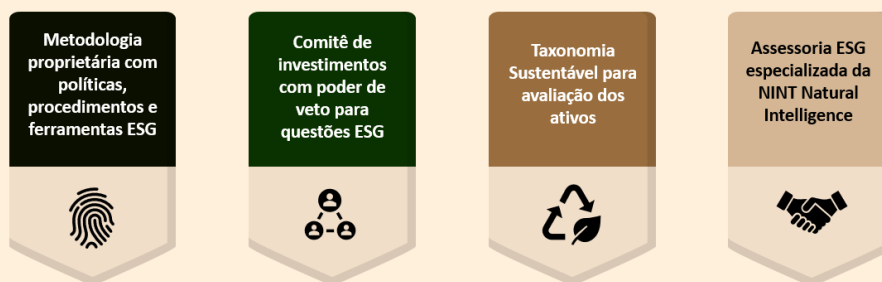 Metodologia
proprietária com
políticas,
procedimentos e
ferramentas ESG
Comitê de
investimentos
com poder de
veto para
questões ESG
Taxonomia
Sustentável para
avaliação dos
ativos
Assessoria ESG
especializada da
NINT Natural
Intelligence